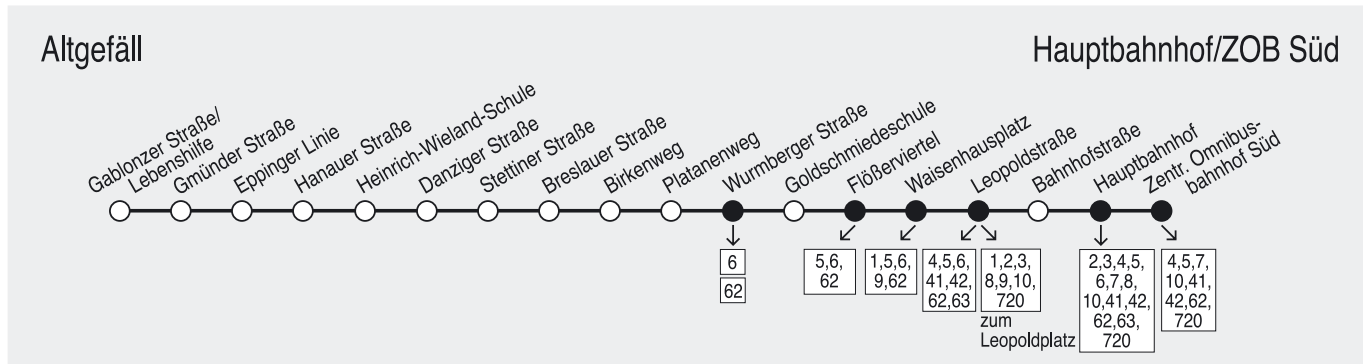 Altgefäll
Hauptbahnhof/ZOB Süd
Gablonzer Straße/
Lebenshilfe
Gmünder Straße
Eppinger Linie
Hanauer Straße
Heinrich-Wieland-Schule
Danziger Straße
Stettiner Straße
Breslauer Straße
Birkenweg
Platanenweg
Wurmberger Straße
Goldschmiedeschule
Flößerviertel
Waisenhausplatz
Leopoldstraße
Bahnhofstraße
Hauptbahnhof
Zentr. Omnibus-
bahnhof Süd
6
62
5,6,
62
1,5,6,
9,62
4,5,6,
41,42,
62,63
1,2,3,
8,9,10,
720
zum
Leopoldplatz
2,3,4,5,
6,7,8,
10,41,42,
62,63,
720
4,5,7,
10,41,
42,62,
720